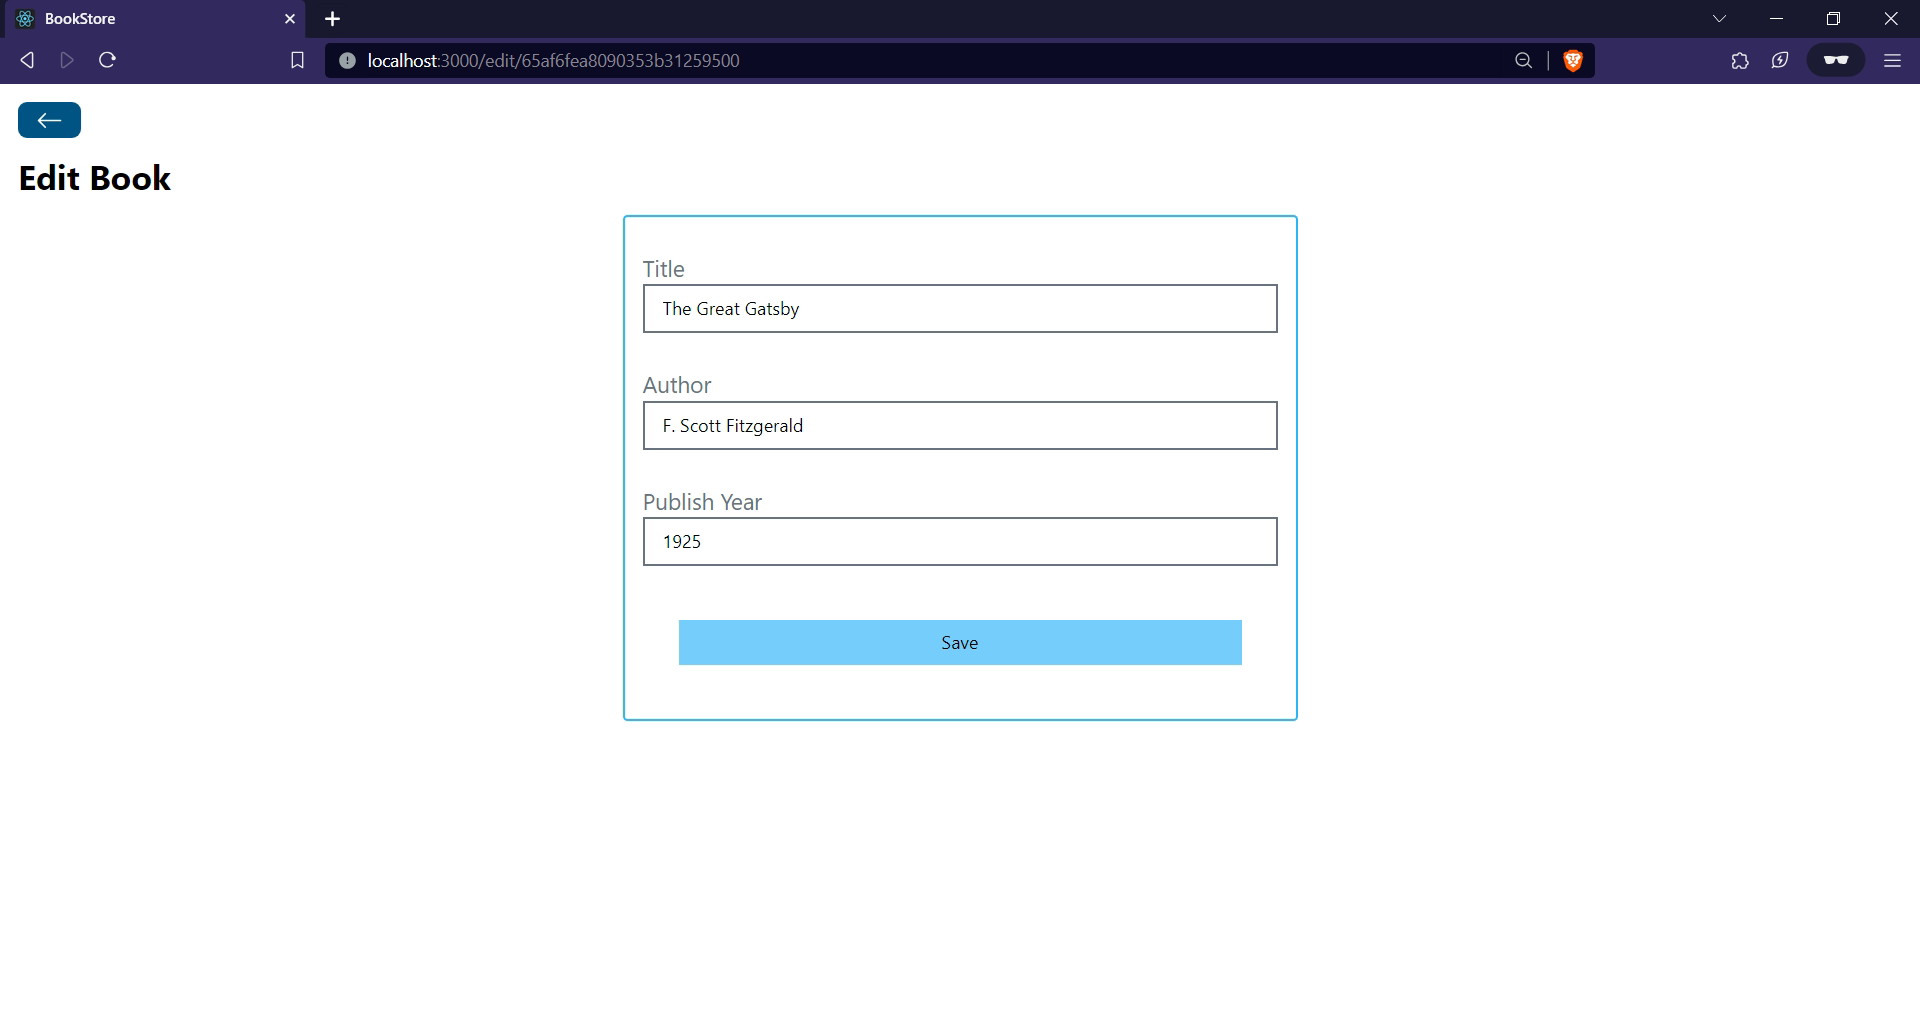 BookStore
localhost:3000/edit/65af6fea8090353b31259500
Edit Book
Title
The Great Gatsby
Author
F. Scott Fitzgerald
Publish Year
1925
Save